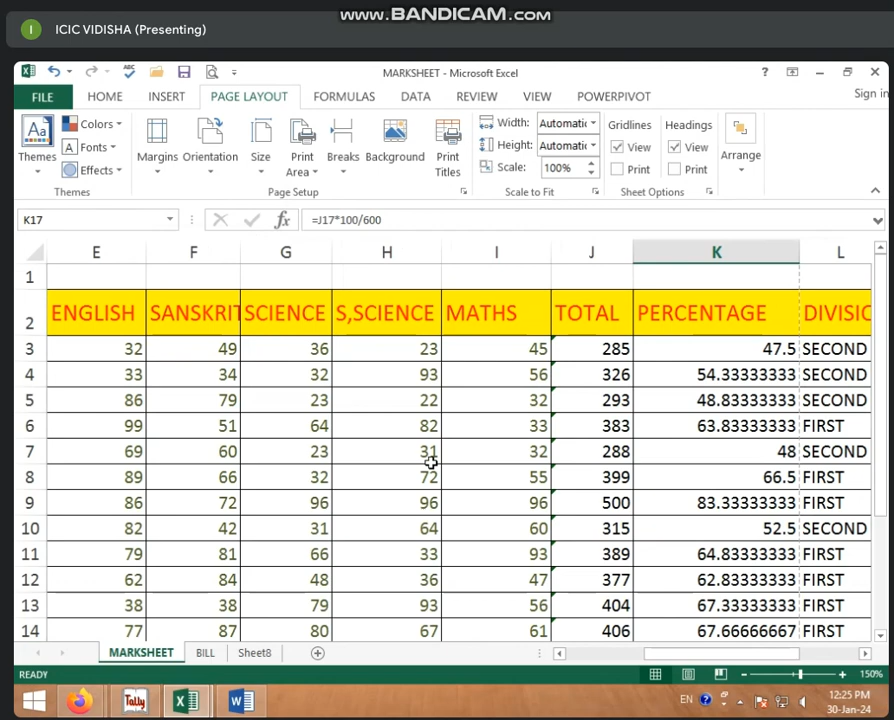 www.BANDICAM.com
I ICIC VIDISHA (Presenting)
MARKSHEET - Microsoft Excel
FILE HOME INSERT PAGE LAYOUT FORMULAS DATA REVIEW VIEW POWERPIVOT Sign in
Aa Themes Colors Fonts Effects Themes
Margins Orientation Size Print Area Breaks Background Print Titles Page Setup
Width: Automatic Height: Automatic Scale: 100% Scale to Fit
Gridlines View Print Headings View Print Sheet Options
Arrange
K17 fx =J17*100/600
E F G H I J K L
1
2 ENGLISH SANSKRIT SCIENCE S,SCIENCE MATHS TOTAL PERCENTAGE DIVISIO
3 32 49 36 23 45 285 47.5 SECOND
4 33 34 32 93 56 326 54.33333333 SECOND
5 86 79 23 22 32 293 48.83333333 SECOND
6 99 51 64 82 33 383 63.83333333 FIRST
7 69 60 23 31 32 288 48 SECOND
8 89 66 32 72 55 399 66.5 FIRST
9 86 72 96 96 96 500 83.33333333 FIRST
10 82 42 31 64 60 315 52.5 SECOND
11 79 81 66 33 93 389 64.83333333 FIRST
12 62 84 48 36 47 377 62.83333333 FIRST
13 38 38 79 93 56 404 67.33333333 FIRST
14 77 87 80 67 61 406 67.66666667 FIRST
MARKSHEET BILL Sheet8
READY 150%
Tally EN 12:25 PM
30-Jan-24